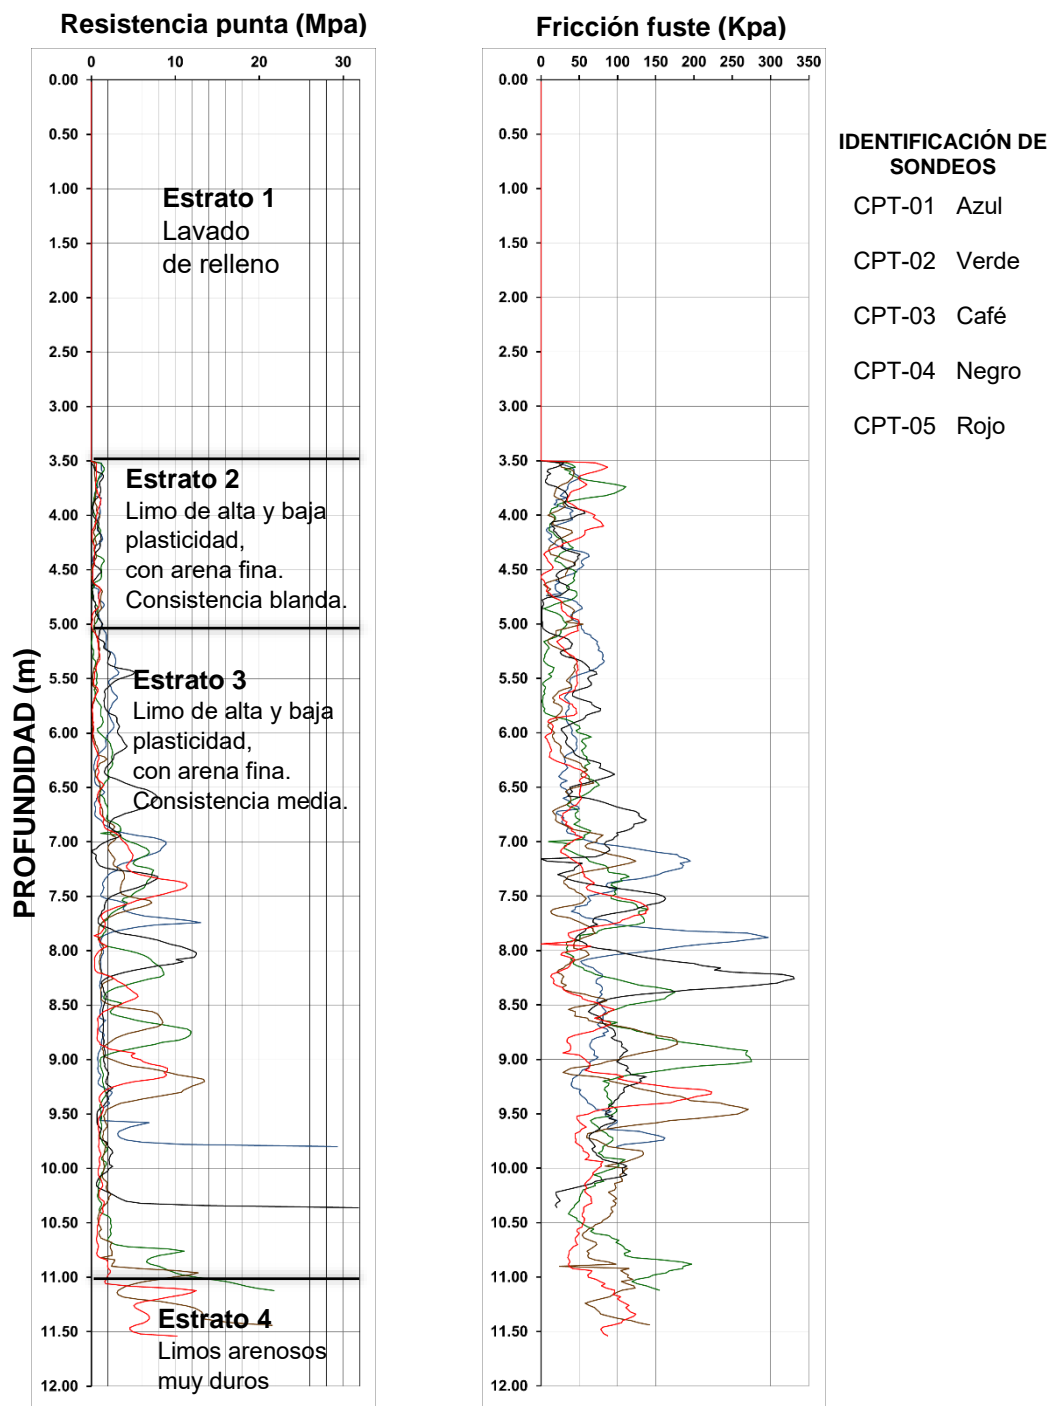 Resistencia punta (Mpa)
Fricción fuste (Kpa)
0 10 20 30
0 50 100 150 200 250 300 350
0.00
0.50
1.00
1.50
2.00
2.50
3.00
3.50
4.00
4.50
5.00
5.50
6.00
6.50
7.00
7.50
8.00
8.50
9.00
9.50
10.00
10.50
11.00
11.50
12.00
PROFUNDIDAD (m)
Estrato 1
Lavado
de relleno
Estrato 2
Limo de alta y baja
plasticidad,
con arena fina.
Consistencia blanda.
Estrato 3
Limo de alta y baja
plasticidad,
con arena fina.
Consistencia media.
Estrato 4
Limos arenosos
muy duros
0.00
0.50
1.00
1.50
2.00
2.50
3.00
3.50
4.00
4.50
5.00
5.50
6.00
6.50
7.00
7.50
8.00
8.50
9.00
9.50
10.00
10.50
11.00
11.50
12.00
IDENTIFICACIÓN DE
SONDEOS
CPT-01 Azul
CPT-02 Verde
CPT-03 Café
CPT-04 Negro
CPT-05 Rojo